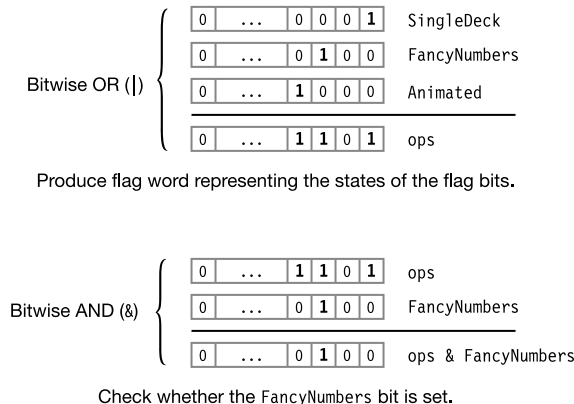 0 ... 0 0 0 1 SingleDeck
0 ... 0 1 0 0 FancyNumbers
Bitwise OR (|)
0 ... 1 0 0 0 Animated
0 ... 1 1 0 1 ops
Produce flag word representing the states of the flag bits.
0 ... 1 1 0 1 ops
Bitwise AND (&)
0 ... 0 1 0 0 FancyNumbers
0 ... 0 1 0 0 ops & FancyNumbers
Check whether the FancyNumbers bit is set.